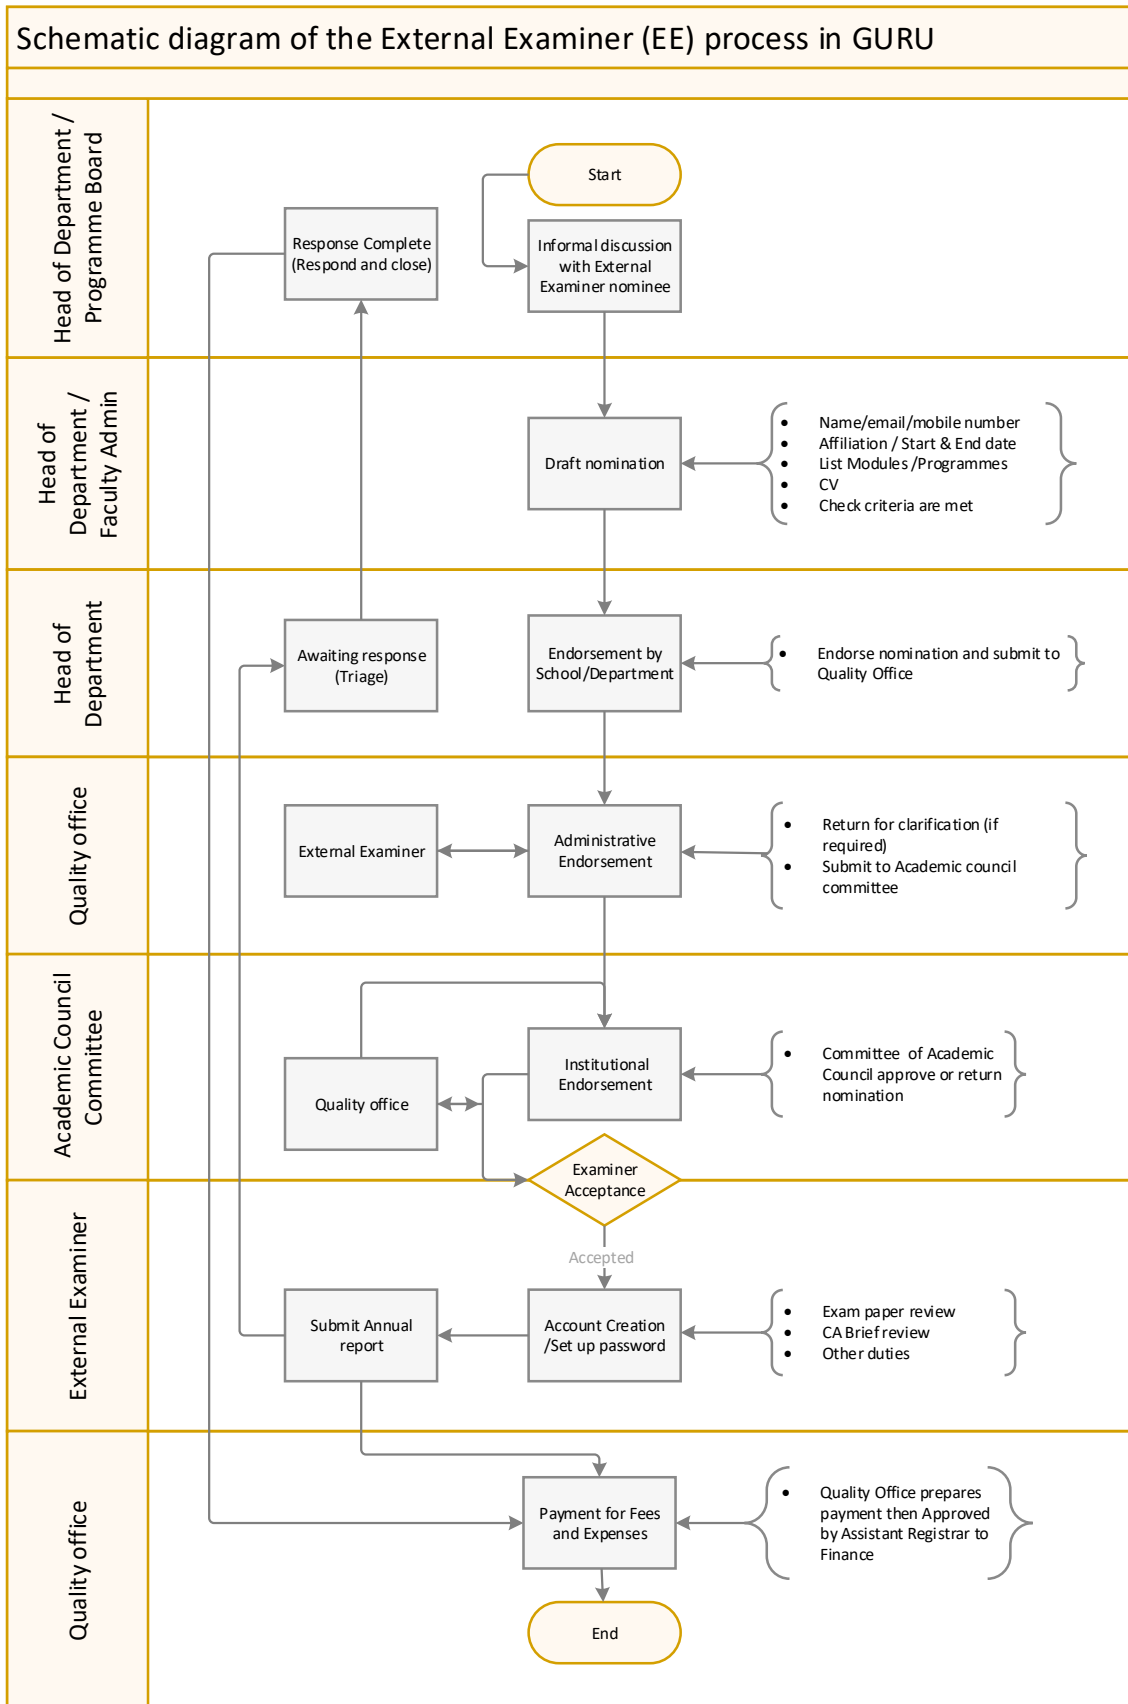 Schematic diagram of the External Examiner (EE) process in GURU
Head of Department /
Programme Board
Start
Response Complete
(Respond and close)
Informal discussion
with External
Examiner nominee
Head of
Department /
Faculty Admin
Draft nomination
• Name/email/mobile number
• Affiliation / Start & End date
• List Modules /Programmes
• CV
• Check criteria are met
Head of
Department
Awaiting response
(Triage)
Endorsement by
School/Department
• Endorse nomination and submit to
Quality Office
Quality office
External Examiner
Administrative
Endorsement
• Return for clarification (if
required)
• Submit to Academic council
committee
Academic Council
Committee
Quality office
Institutional
Endorsement
• Committee of Academic
Council approve or return
nomination
Examiner
Acceptance
Accepted
External Examiner
Submit Annual
report
Account Creation
/Set up password
• Exam paper review
• CA Brief review
• Other duties
Quality office
Payment for Fees
and Expenses
• Quality Office prepares
payment then Approved
by Assistant Registrar to
Finance
End